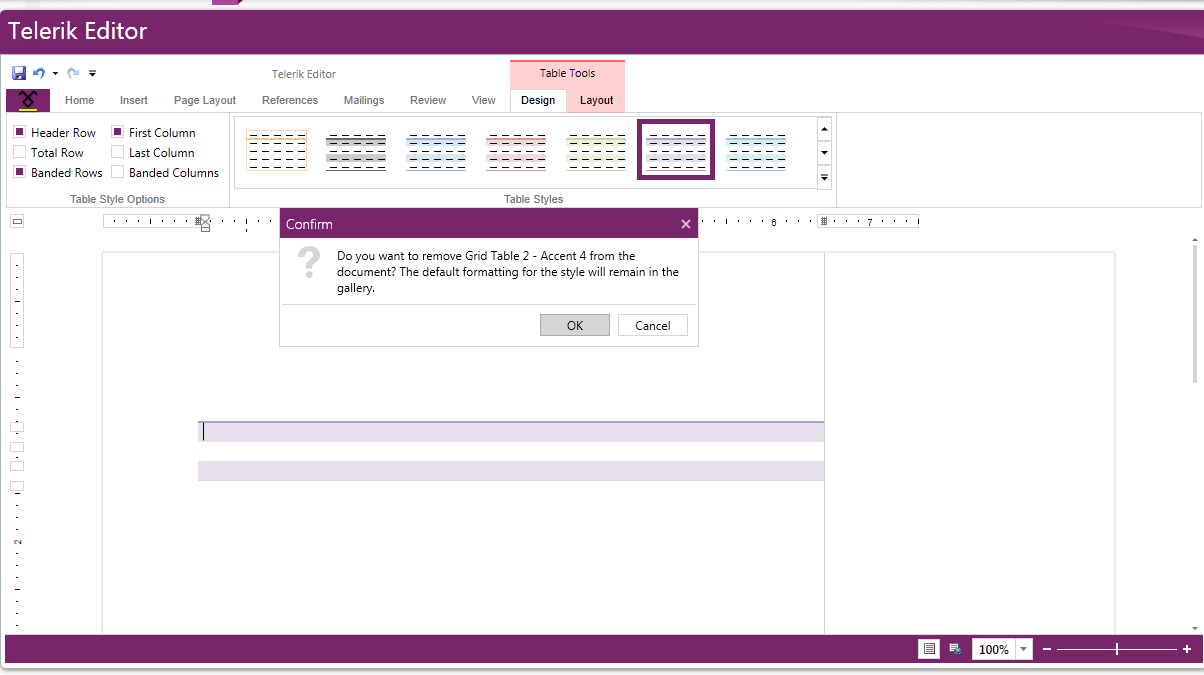 Telerik Editor
Telerik Editor
Table Tools
Home Insert Page Layout References Mailings Review View Design Layout
Header Row First Column
Total Row Last Column
Banded Rows Banded Columns
Table Style Options Table Styles
6 7
Confirm
Do you want to remove Grid Table 2 - Accent 4 from the
document? The default formatting for the style will remain in the
gallery.
OK Cancel
2
100%